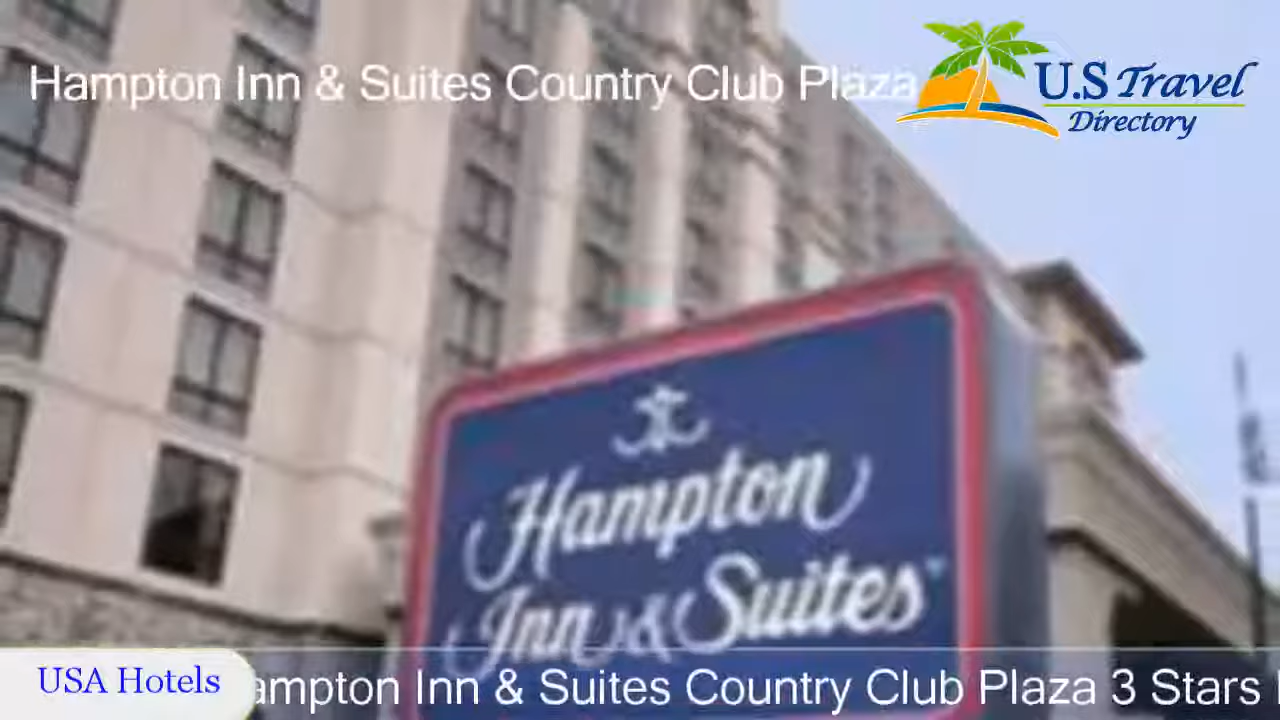 Hampton Inn & Suites Country Club Plaza
U.S Travel
Directory
Hampton
Inn & Suites
USA Hotels
ampton Inn & Suites Country Club Plaza 3 Stars